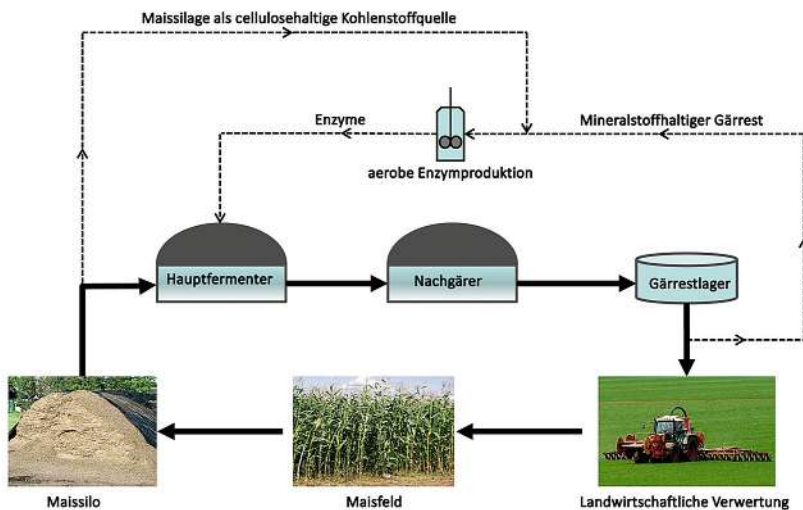 Maissilage als cellulosehaltige Kohlenstoffquelle
Enzyme
Mineralstoffhaltiger Gärrest
aerobe Enzymproduktion
Hauptfermenter
Nachgärer
Gärrestlager
Maissilo
Maisfeld
Landwirtschaftliche Verwertung